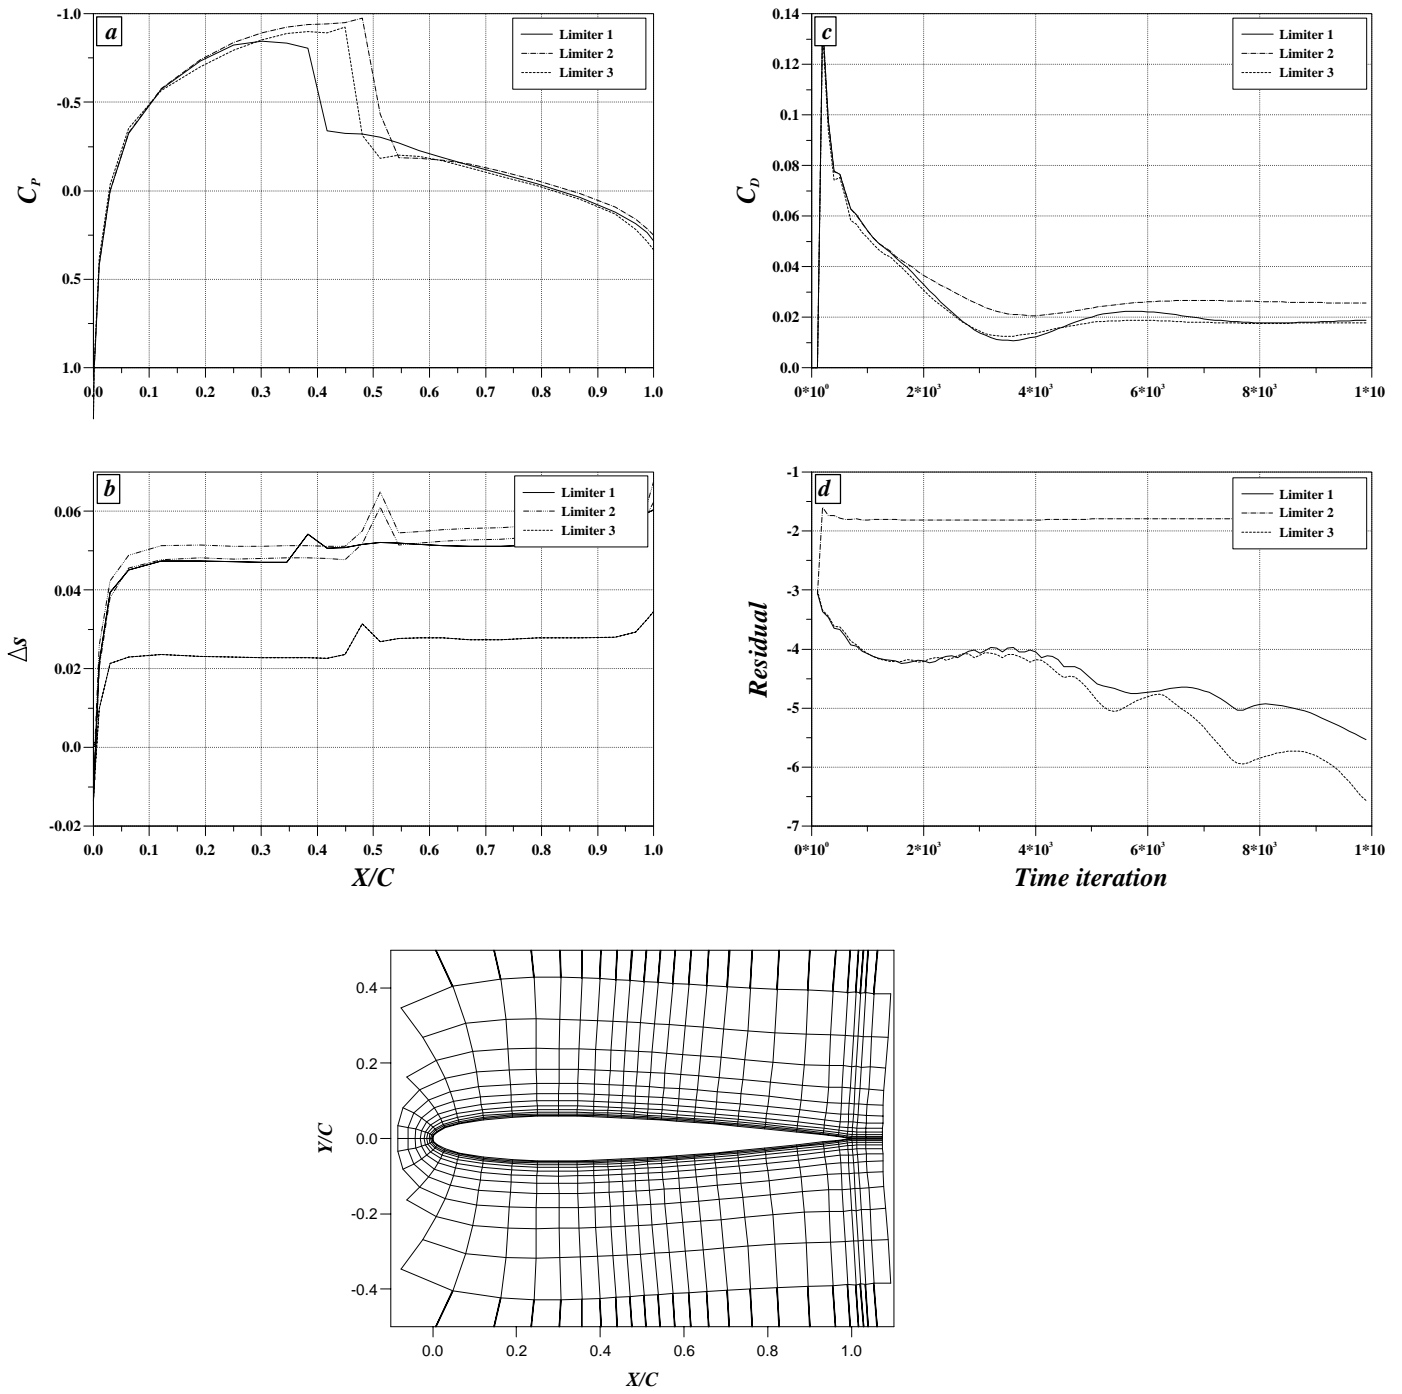 a
Limiter 1
Limiter 2
Limiter 3
-1.0
-0.5
0.0
0.5
1.0
C_P
0.0 0.1 0.2 0.3 0.4 0.5 0.6 0.7 0.8 0.9 1.0
c
Limiter 1
Limiter 2
Limiter 3
0.14
0.12
0.1
0.08
0.06
0.04
0.02
0.0
C_D
0*10⁰ 2*10³ 4*10³ 6*10³ 8*10³ 1*10
b
Limiter 1
Limiter 2
Limiter 3
0.06
0.04
0.02
0.0
-0.02
△s
0.0 0.1 0.2 0.3 0.4 0.5 0.6 0.7 0.8 0.9 1.0
X/C
d
Limiter 1
Limiter 2
Limiter 3
-1
-2
-3
-4
-5
-6
-7
Residual
0*10⁰ 2*10³ 4*10³ 6*10³ 8*10³ 1*10
Time iteration
0.4
0.2
0.0
-0.2
-0.4
Y/C
0.0 0.2 0.4 0.6 0.8 1.0
X/C